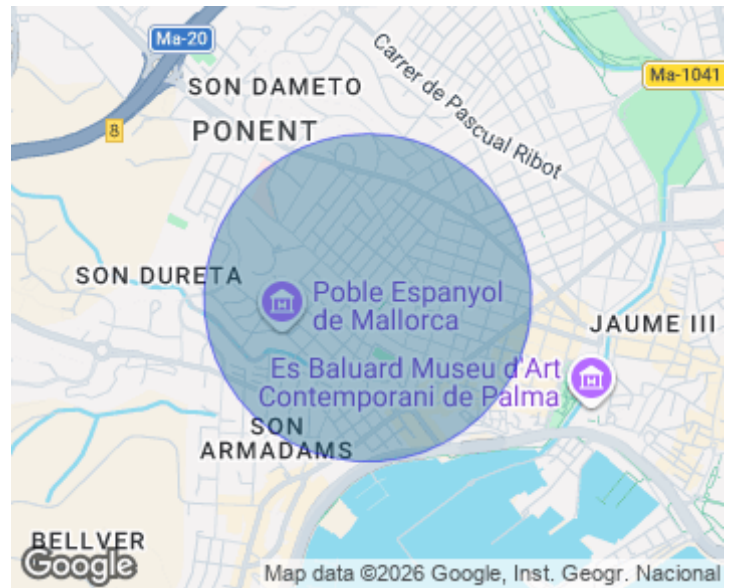 Ma-20
Carrer de Pascual Ribot
Ma-1041
SON DAMETO
8
PONENT
SON DURETA
Poble Espanyol
de Mallorca
JAUME III
Es Baluard Museu d'Art
Contemporani de Palma
SON
ARMADAMS
BELLVER
Google
Map data ©2026 Google, Inst. Geogr. Nacional